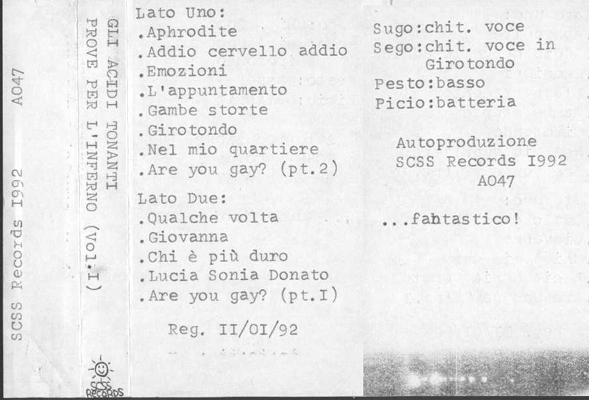 SCSS Records I992 AO47
GLI ACIDI TONANTI
PROVE PER L'INFERNO (Vol.I)
RECORDS
Lato Uno:
.Aphrodite
.Addio cervello addio
.Emozioni
.L'appuntamento
.Gambe storte
.Girotondo
.Nel mio quartiere
.Are you gay? (pt.2)
Lato Due:
.Qualche volta
.Giovanna
.Chi è più duro
.Lucia Sonia Donato
.Are you gay? (pt.I)
Reg. II/OI/92
Sugo:chit. voce
Sego:chit. voce in
Girotondo
Pesto:basso
Picio:batteria
Autoproduzione
SCSS Records I992
AO47
...fantastico!